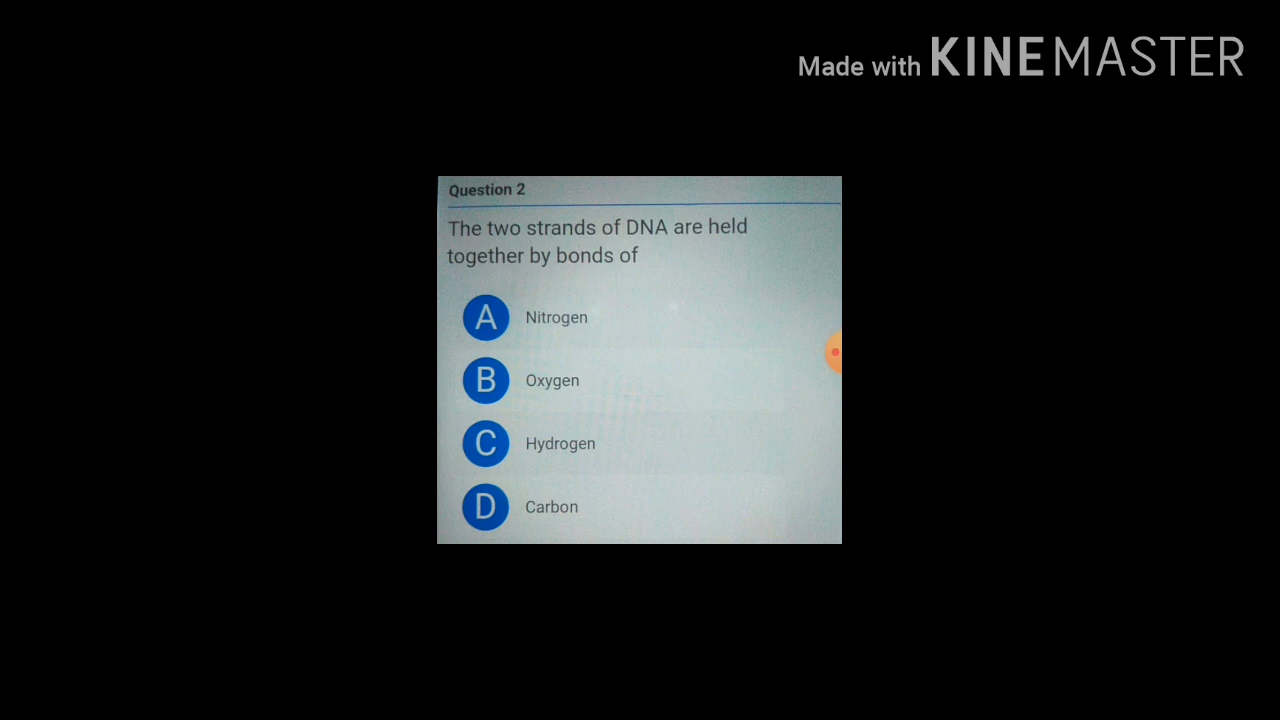 Made with KINEMASTER
Question 2
The two strands of DNA are held
together by bonds of
A Nitrogen
B Oxygen
C Hydrogen
D Carbon